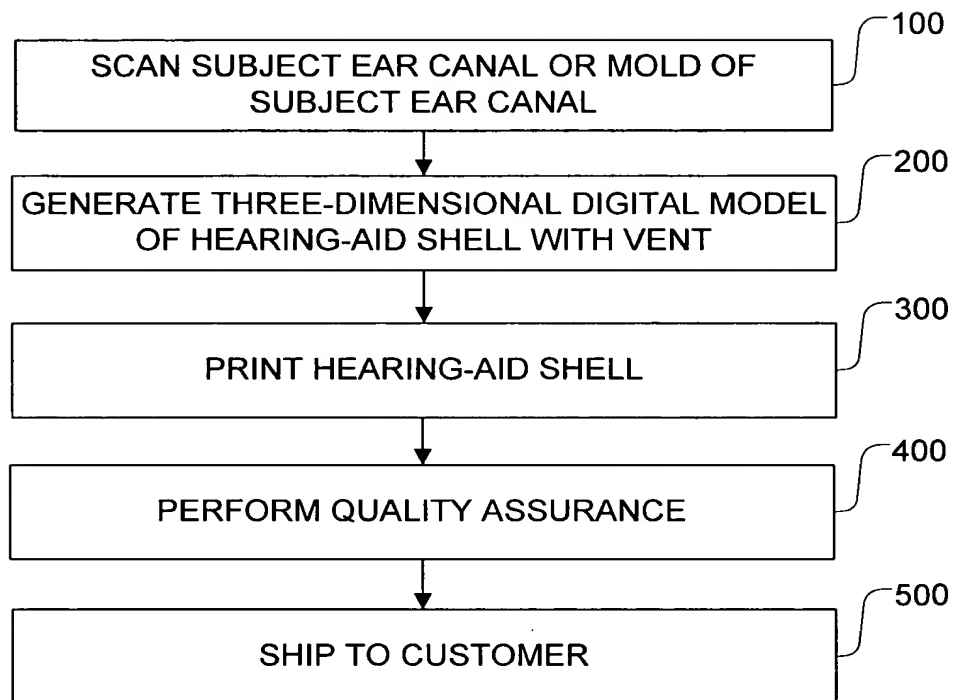 100
SCAN SUBJECT EAR CANAL OR MOLD OF
SUBJECT EAR CANAL
200
GENERATE THREE-DIMENSIONAL DIGITAL MODEL
OF HEARING-AID SHELL WITH VENT
300
PRINT HEARING-AID SHELL
400
PERFORM QUALITY ASSURANCE
500
SHIP TO CUSTOMER